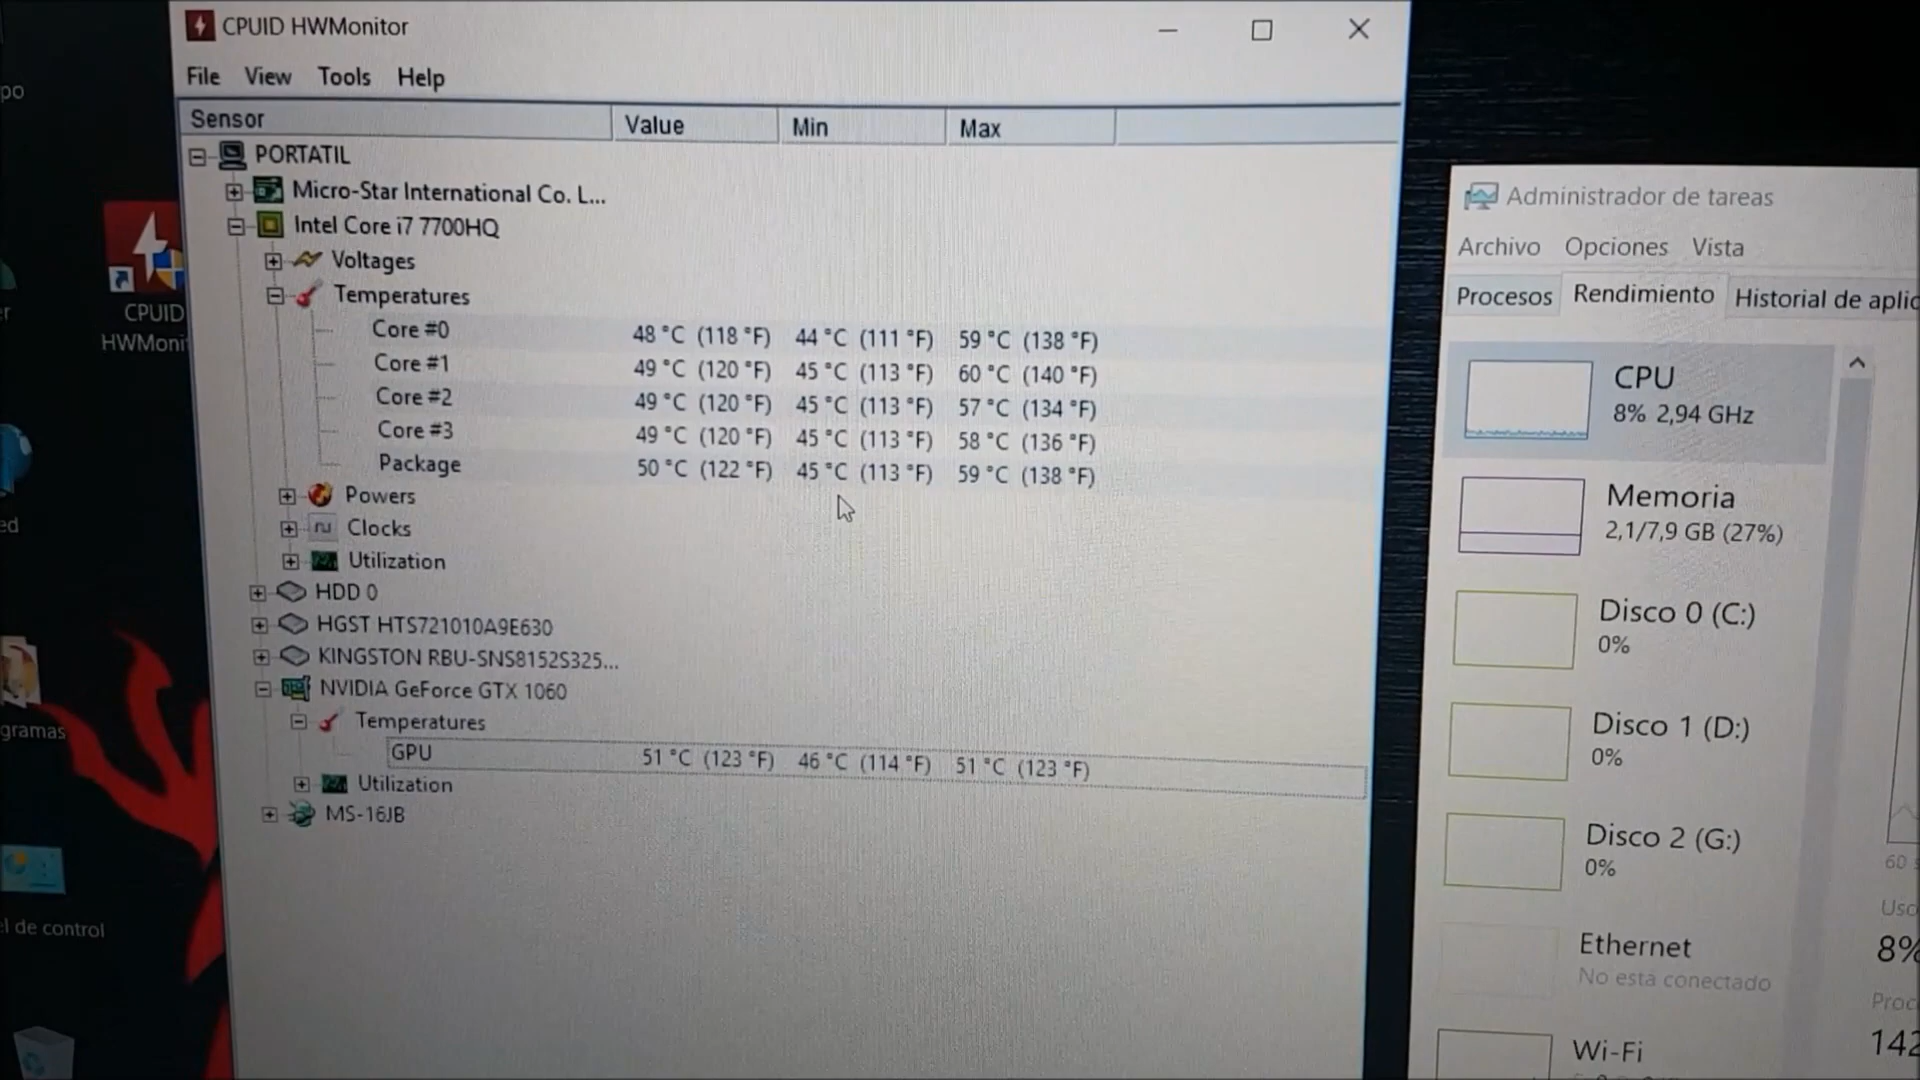 CPUID HWMonitor
File View Tools Help
Sensor Value Min Max
PORTATIL
Micro-Star International Co. L...
Intel Core i7 7700HQ
Voltages
Temperatures
Core #0 48 °C (118 °F) 44 °C (111 °F) 59 °C (138 °F)
Core #1 49 °C (120 °F) 45 °C (113 °F) 60 °C (140 °F)
Core #2 49 °C (120 °F) 45 °C (113 °F) 57 °C (134 °F)
Core #3 49 °C (120 °F) 45 °C (113 °F) 58 °C (136 °F)
Package 50 °C (122 °F) 45 °C (113 °F) 59 °C (138 °F)
Powers
Clocks
Utilization
HDD 0
HGST HTS721010A9E630
KINGSTON RBU-SNS8152S325...
NVIDIA GeForce GTX 1060
Temperatures
GPU 51 °C (123 °F) 46 °C (114 °F) 51 °C (123 °F)
Utilization
MS-16JB
Administrador de tareas
Archivo Opciones Vista
Procesos Rendimiento Historial de aplic
CPU
8% 2,94 GHz
Memoria
2,1/7,9 GB (27%)
Disco 0 (C:)
0%
Disco 1 (D:)
0%
Disco 2 (G:)
0%
Ethernet
No está conectado
Wi-Fi
60 s
Uso
8%
Proc
142
po
CPUID
HWMoni
ed
gramas
el de control